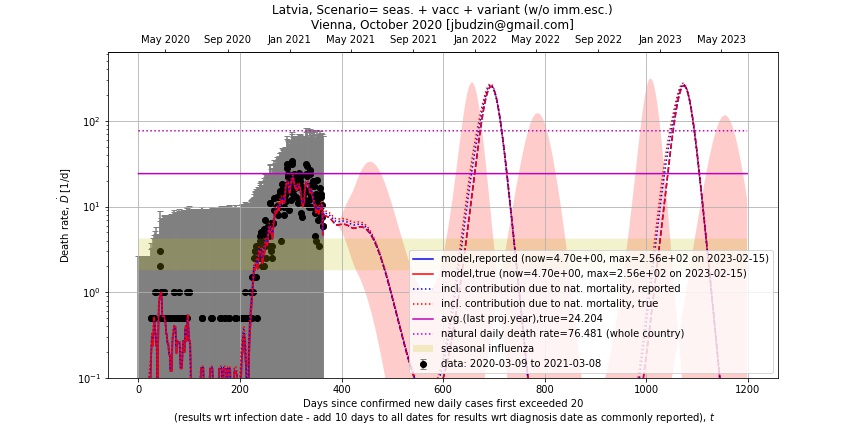 Latvia, Scenario= seas. + vacc + variant (w/o imm.esc.)
Vienna, October 2020 [jbudzin@gmail.com]
May 2020 Sep 2020 Jan 2021 May 2021 Sep 2021 Jan 2022 May 2022 Sep 2022 Jan 2023 May 2023
Death rate, D [1/d]
10²
10¹
10⁰
10⁻¹
model,reported (now=4.70e+00, max=2.56e+02 on 2023-02-15)
model,true (now=4.70e+00, max=2.56e+02 on 2023-02-15)
incl. contribution due to nat. mortality, reported
incl. contribution due to nat. mortality, true
avg.(last proj.year),true=24.204
natural daily death rate=76.481 (whole country)
seasonal influenza
data: 2020-03-09 to 2021-03-08
0 200 400 600 800 1000 1200
Days since confirmed new daily cases first exceeded 20
(results wrt infection date - add 10 days to all dates for results wrt diagnosis date as commonly reported), t